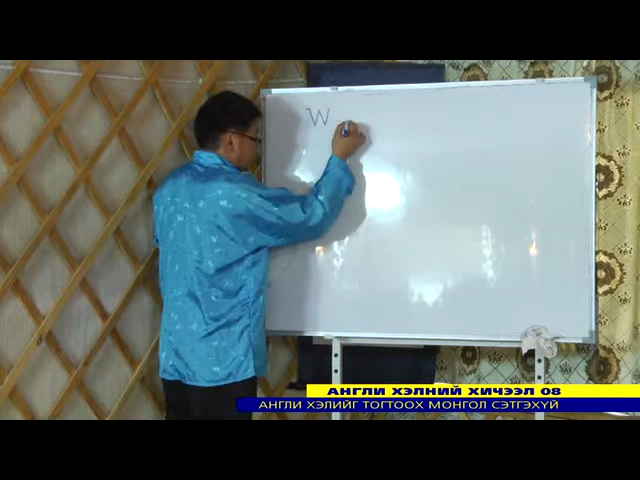 W
АНГЛИ ХЭЛНИЙ ХИЧЭЭЛ 08
АНГЛИ ХЭЛИЙГ ТОГТООХ МОНГОЛ СЭТГЭХҮЙ